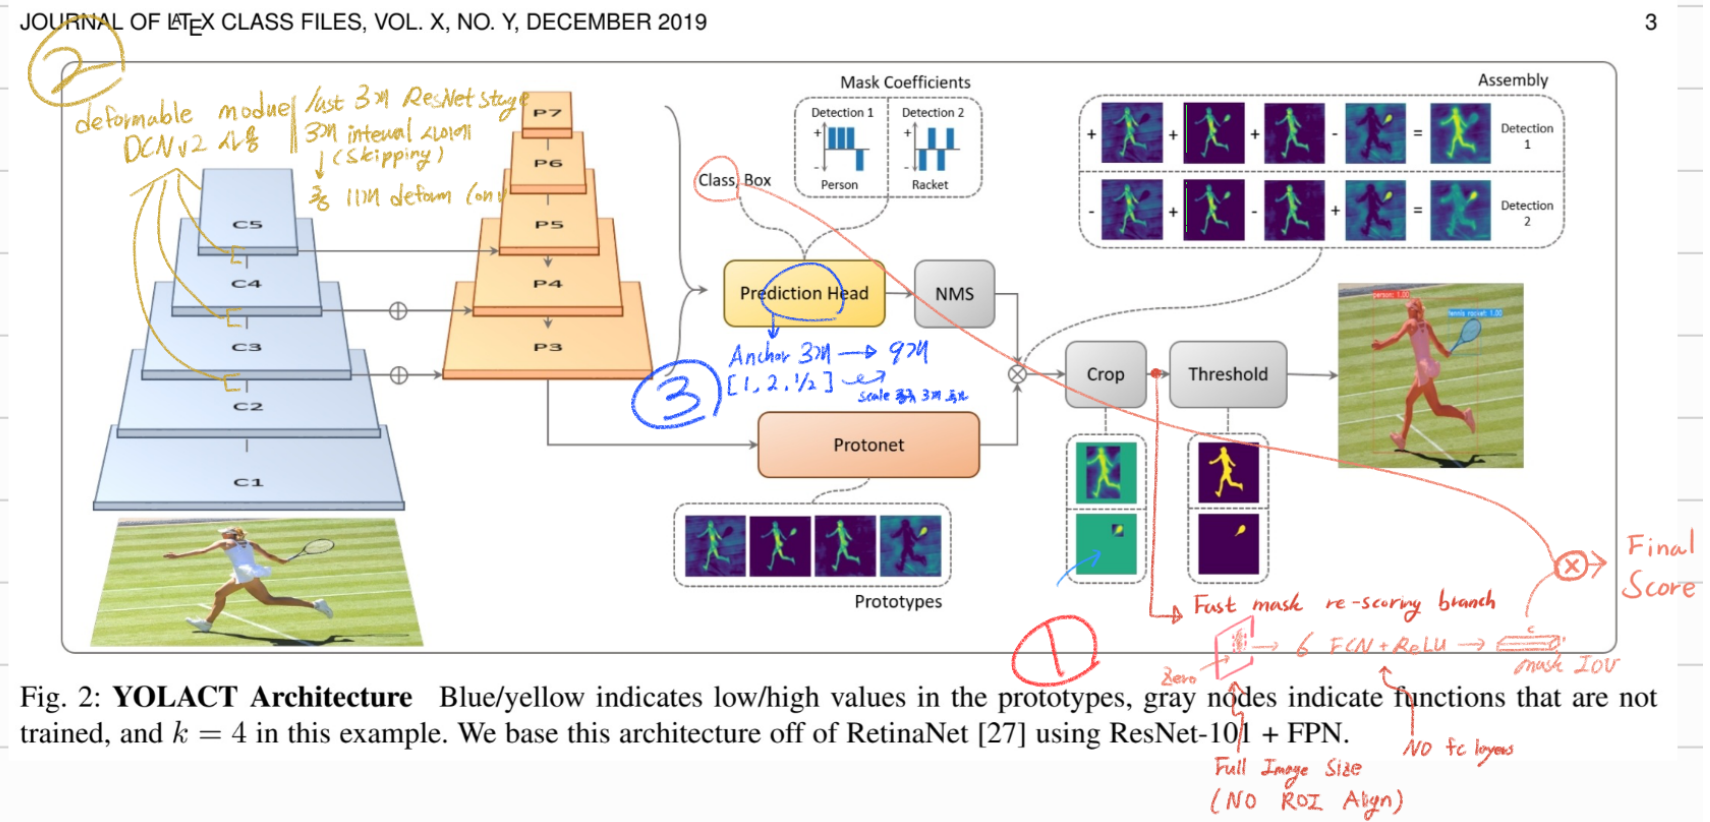 JOURNAL OF LATEX CLASS FILES, VOL. X, NO. Y, DECEMBER 2019
3
②
deformable module
DCNv2 사용
last 3개 ResNet stage
3개 interval 사이에
↓ (skipping)
총 11개 deform conv
C5
C4
C3
C2
C1
P7
P6
P5
P4
P3
Mask Coefficients
Detection 1
Detection 2
+
-
+
-
Person
Racket
Class, Box
Prediction Head
NMS
③
Anchor 3개 → 9개
[1, 2, 1/2]
scale 3개
Protonet
Prototypes
Assembly
+ + + - = Detection 1
- + - + = Detection 2
Crop
Threshold
person: 1.00
tennis racket: 1.00
Final
Score
①
Fast mask re-scoring branch
Zero
→ 6 FCN+ReLU →
mask IOU
NO fc layers
Full Image Size
(NO ROI Align)
Fig. 2: YOLACT Architecture Blue/yellow indicates low/high values in the prototypes, gray nodes indicate functions that are not
trained, and k = 4 in this example. We base this architecture off of RetinaNet [27] using ResNet-101 + FPN.